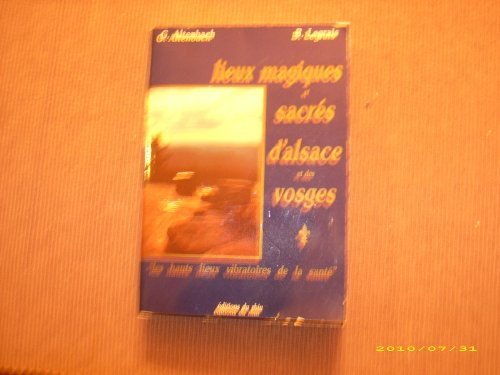 G. Altenbach B. Legrais
lieux magiques
et
sacrés
d'alsace
et des
vosges
"les hauts lieux vibratoires de la santé"
éditions du rhin
2010/07/31